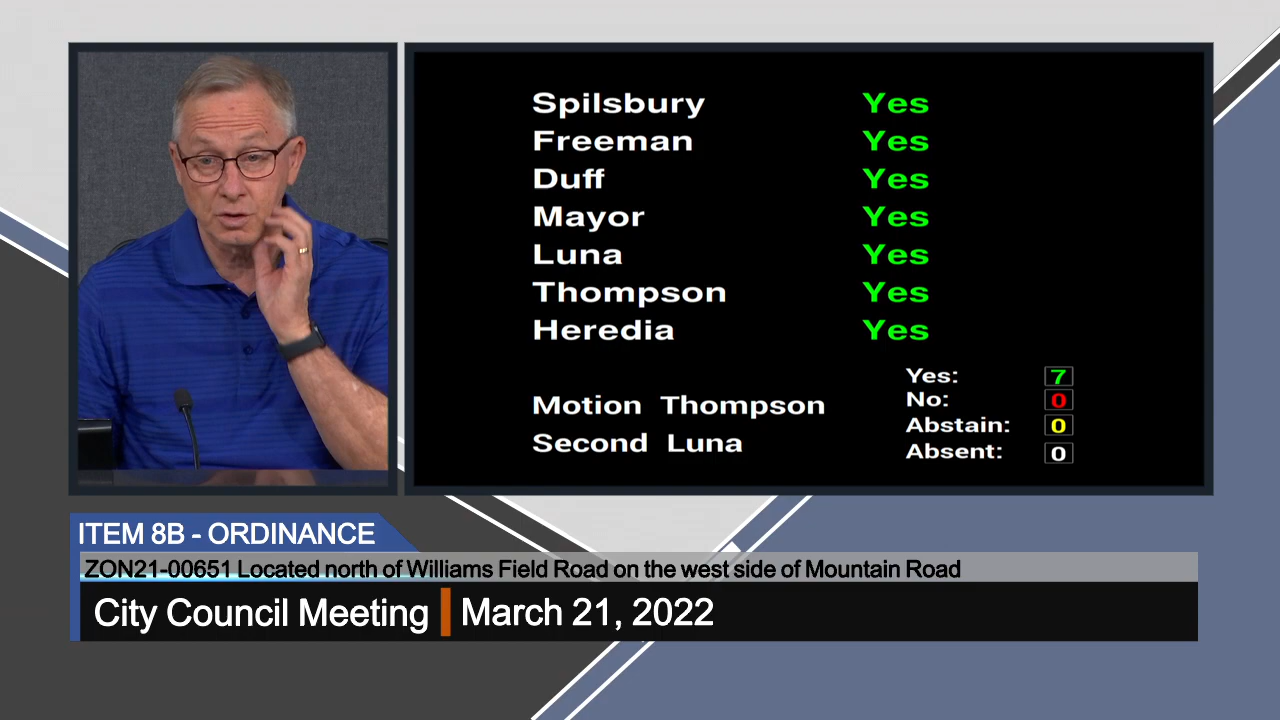 Spilsbury Yes
Freeman Yes
Duff Yes
Mayor Yes
Luna Yes
Thompson Yes
Heredia Yes
Motion Thompson
Second Luna
Yes: 7
No: 0
Abstain: 0
Absent: 0
ITEM 8B - ORDINANCE
ZON21-00651 Located north of Williams Field Road on the west side of Mountain Road
City Council Meeting March 21, 2022